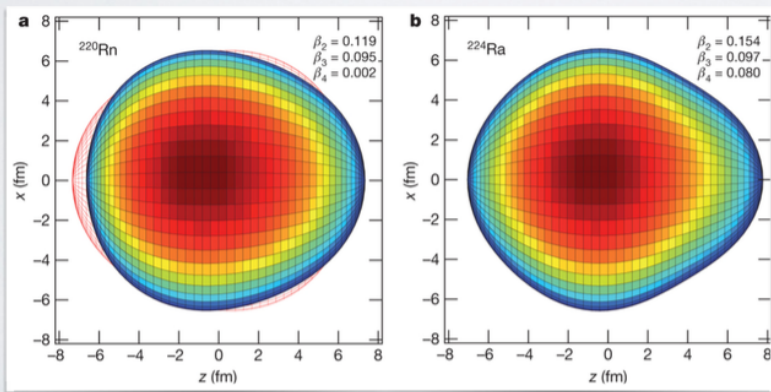 a
²²⁰Rn
β₂ = 0.119
β₃ = 0.095
β₄ = 0.002
8
6
4
2
0
−2
−4
−6
−8
x (fm)
−8 −6 −4 −2 0 2 4 6 8
z (fm)
b
²²⁴Ra
β₂ = 0.154
β₃ = 0.097
β₄ = 0.080
8
6
4
2
0
−2
−4
−6
−8
x (fm)
−8 −6 −4 −2 0 2 4 6 8
z (fm)